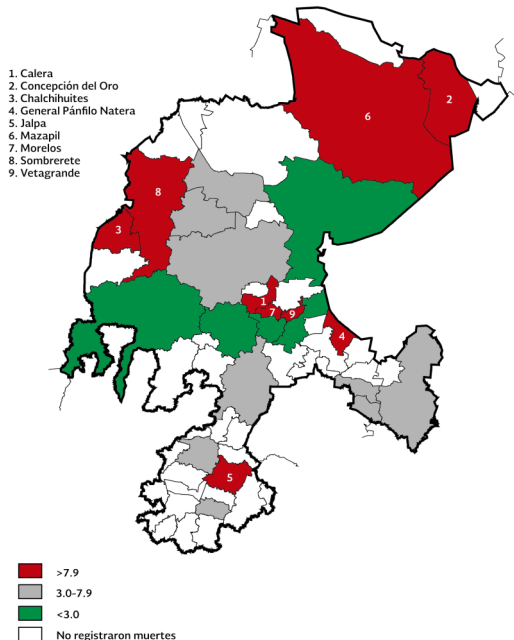 1. Calera
2. Concepción del Oro
3. Chalchihuites
4. General Pánfilo Natera
5. Jalpa
6. Mazapil
7. Morelos
8. Sombrerete
9. Vetagrande
2
6
8
3
1
7 9
4
5
>7.9
3.0-7.9
<3.0
No registraron muertes